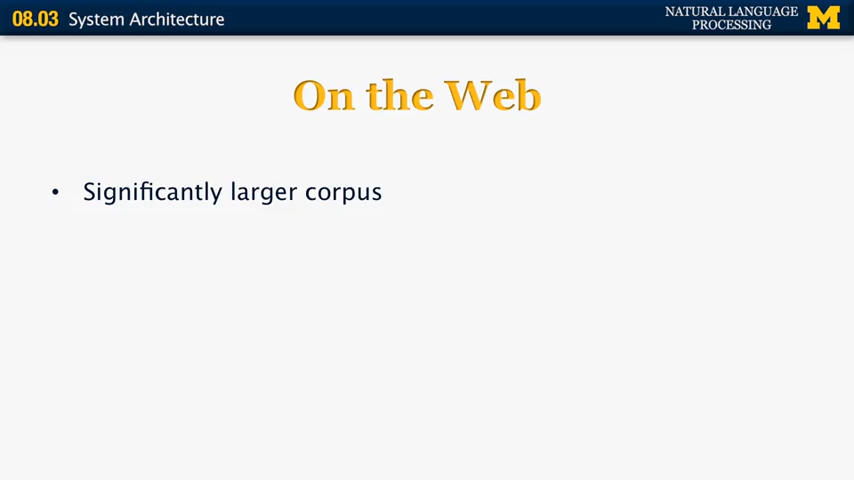 08.03 System Architecture
NATURAL LANGUAGE
PROCESSING
M
On the Web
• Significantly larger corpus